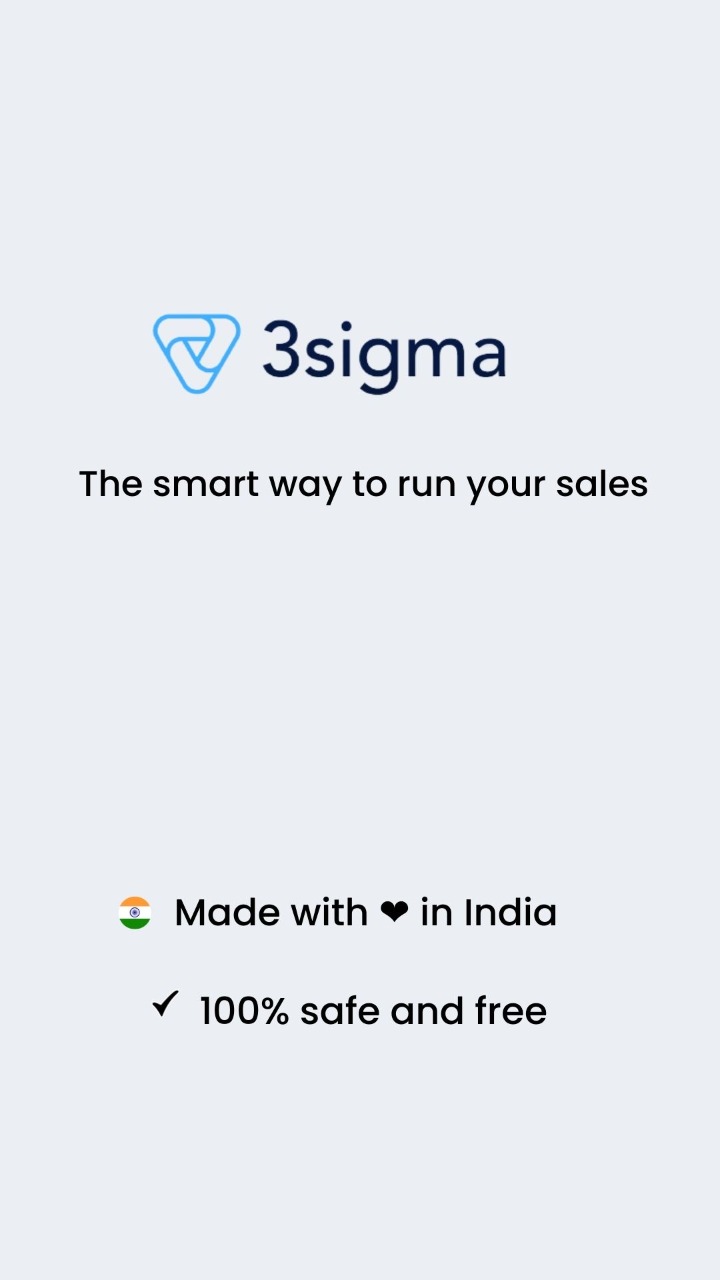 3sigma
The smart way to run your sales
Made with ❤ in India
✓ 100% safe and free